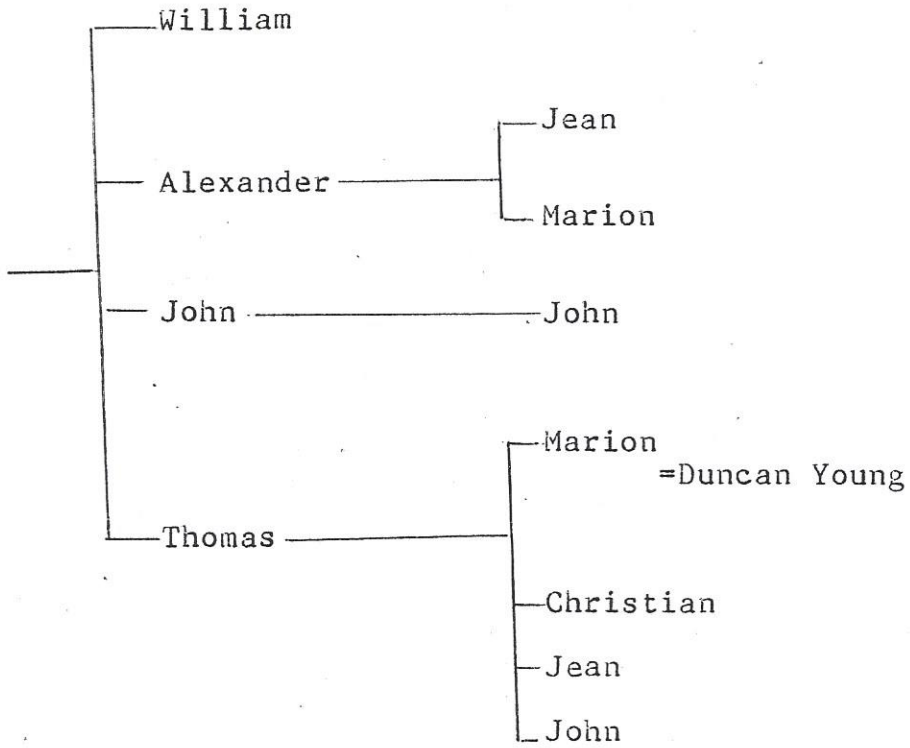 William
Jean
Alexander
Marion
John John
Marion
=Duncan Young
Thomas
Christian
Jean
John